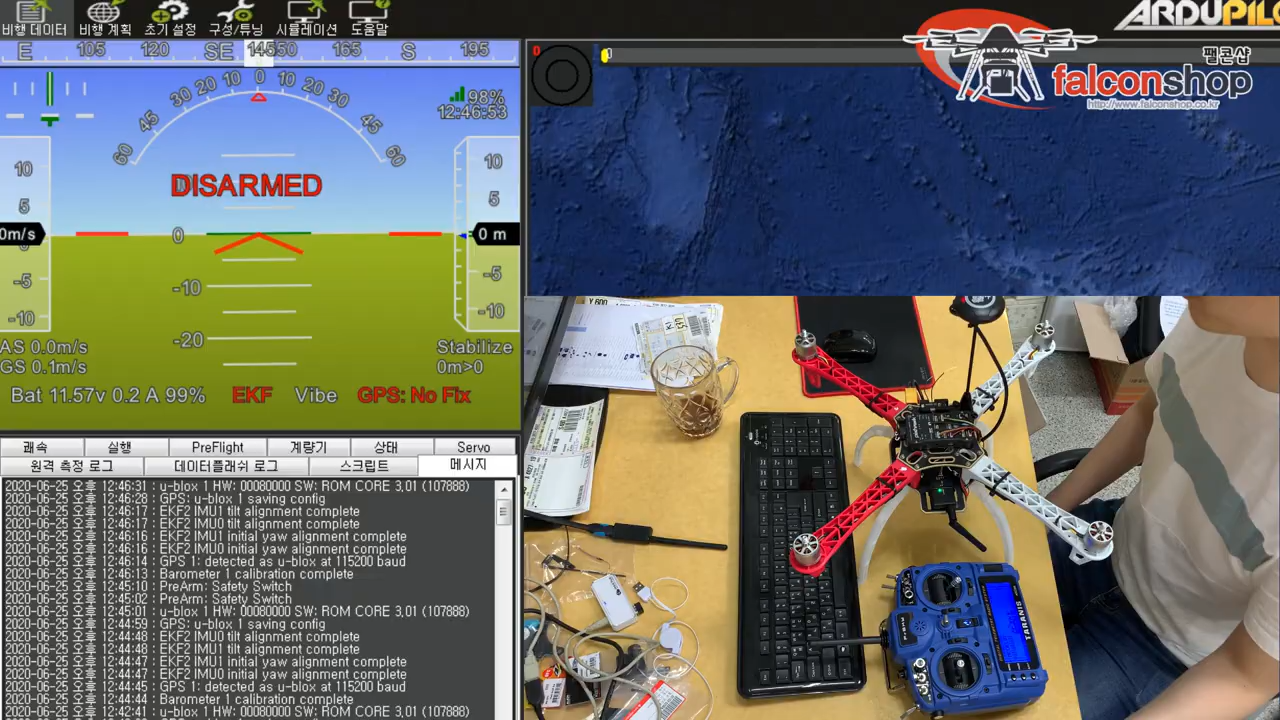 비행 데이터 비행 계획 초기 설정 구성/튜닝 시뮬레이션 도움말
ARDUPILO
팰콘샵
falconshop
http://www.falconshop.co.kr
E 105 120 SE 145 50 165 S 195
0
60 45 30 20 10 0 10 20 30 45 60
98%
12:46:53
10
5
0m/s
-5
-10
DISARMED
0
-10
-20
10
5
0 m
-5
-10
AS 0.0m/s
GS 0.1m/s
Stabilize
0m>0
Bat 11.57v 0.2 A 99% EKF Vibe GPS: No Fix
쾌속 실행 PreFlight 계량기 상태 Servo
원격 측정 로그 데이터플래쉬 로그 스크립트 메시지
2020-06-25 오후 12:46:31 : u-blox 1 HW: 00080000 SW: ROM CORE 3.01 (107888)
2020-06-25 오후 12:46:28 : GPS: u-blox 1 saving config
2020-06-25 오후 12:46:17 : EKF2 IMU1 tilt alignment complete
2020-06-25 오후 12:46:17 : EKF2 IMU0 tilt alignment complete
2020-06-25 오후 12:46:16 : EKF2 IMU1 initial yaw alignment complete
2020-06-25 오후 12:46:16 : EKF2 IMU0 initial yaw alignment complete
2020-06-25 오후 12:46:14 : GPS 1: detected as u-blox at 115200 baud
2020-06-25 오후 12:46:13 : Barometer 1 calibration complete
2020-06-25 오후 12:45:10 : PreArm: Safety Switch
2020-06-25 오후 12:45:02 : PreArm: Safety Switch
2020-06-25 오후 12:45:01 : u-blox 1 HW: 00080000 SW: ROM CORE 3.01 (107888)
2020-06-25 오후 12:44:59 : GPS: u-blox 1 saving config
2020-06-25 오후 12:44:48 : EKF2 IMU0 tilt alignment complete
2020-06-25 오후 12:44:48 : EKF2 IMU1 tilt alignment complete
2020-06-25 오후 12:44:47 : EKF2 IMU1 initial yaw alignment complete
2020-06-25 오후 12:44:47 : EKF2 IMU0 initial yaw alignment complete
2020-06-25 오후 12:44:45 : GPS 1: detected as u-blox at 115200 baud
2020-06-25 오후 12:44:44 : Barometer 1 calibration complete
2020-06-25 오후 12:42:41 : u-blox 1 HW: 00080000 SW: ROM CORE 3.01 (107888)
Y 600
TARANIS